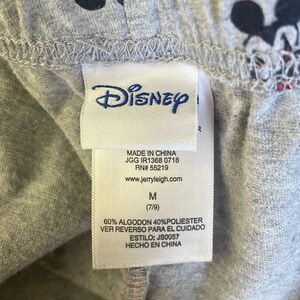 Disney
MADE IN CHINA
JGG IR1368 0718
RN# 55219
www.jerryleigh.com
M
(7/9)
60% ALGODON 40%POLIESTER
VER REVERSO PARA EL CUIDADO
ESTILO: JS0057
HECHO EN CHINA